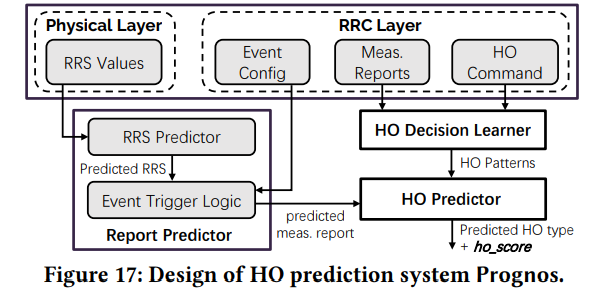 Physical Layer
RRS Values
RRC Layer
Event
Config
Meas.
Reports
HO
Command
RRS Predictor
Predicted RRS
Event Trigger Logic
Report Predictor
predicted
meas. report
HO Decision Learner
HO Patterns
HO Predictor
Predicted HO type
+ ho_score
Figure 17: Design of HO prediction system Prognos.